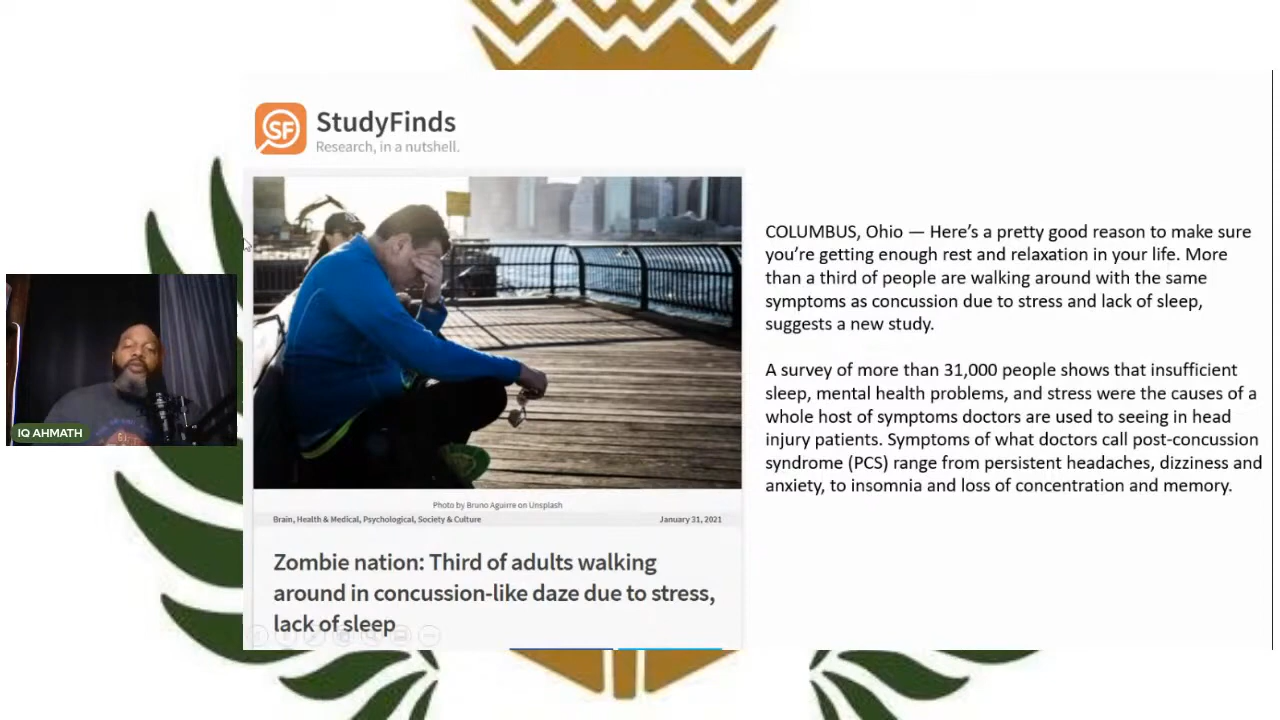 SF
StudyFinds
Research, in a nutshell.
Photo by Bruno Aguirre on Unsplash
Brain, Health & Medical, Psychological, Society & Culture
January 31, 2021
Zombie nation: Third of adults walking
around in concussion-like daze due to stress,
lack of sleep
COLUMBUS, Ohio — Here’s a pretty good reason to make sure
you’re getting enough rest and relaxation in your life. More
than a third of people are walking around with the same
symptoms as concussion due to stress and lack of sleep,
suggests a new study.
A survey of more than 31,000 people shows that insufficient
sleep, mental health problems, and stress were the causes of a
whole host of symptoms doctors are used to seeing in head
injury patients. Symptoms of what doctors call post-concussion
syndrome (PCS) range from persistent headaches, dizziness and
anxiety, to insomnia and loss of concentration and memory.
IQ AHMATH